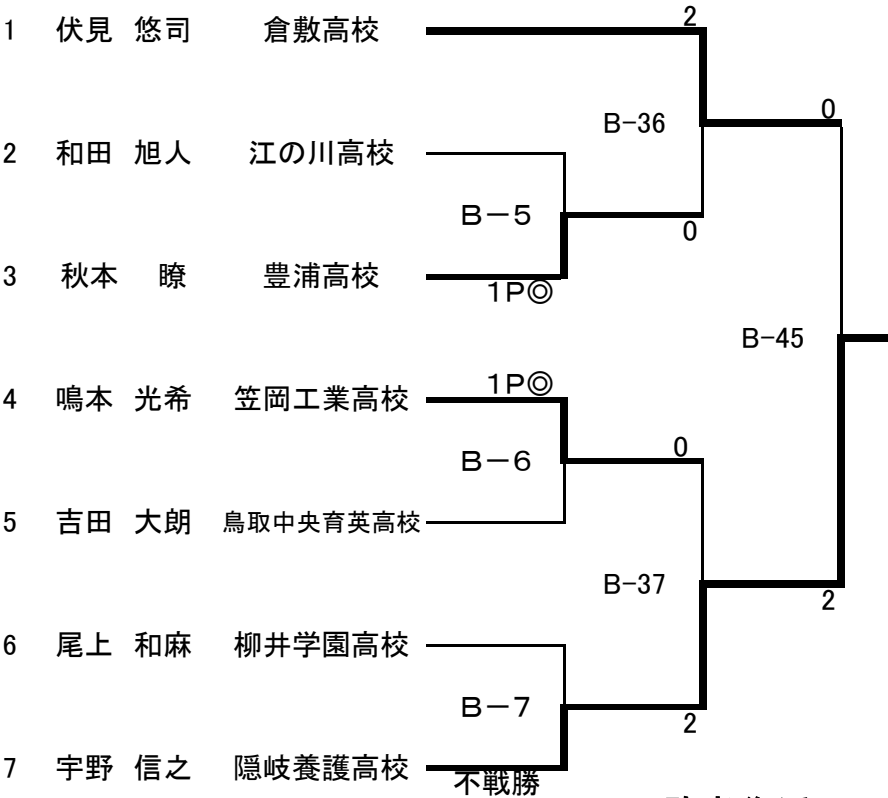 1 伏見 悠司 倉敷高校
2
B-36
0
2 和田 旭人 江の川高校
B－5
0
3 秋本 瞭 豊浦高校
1P◎
B-45
4 鳴本 光希 笠岡工業高校
1P◎
B－6
0
5 吉田 大朗 鳥取中央育英高校
B-37
2
6 尾上 和麻 柳井学園高校
B－7
2
7 宇野 信之 隠岐養護高校
不戦勝